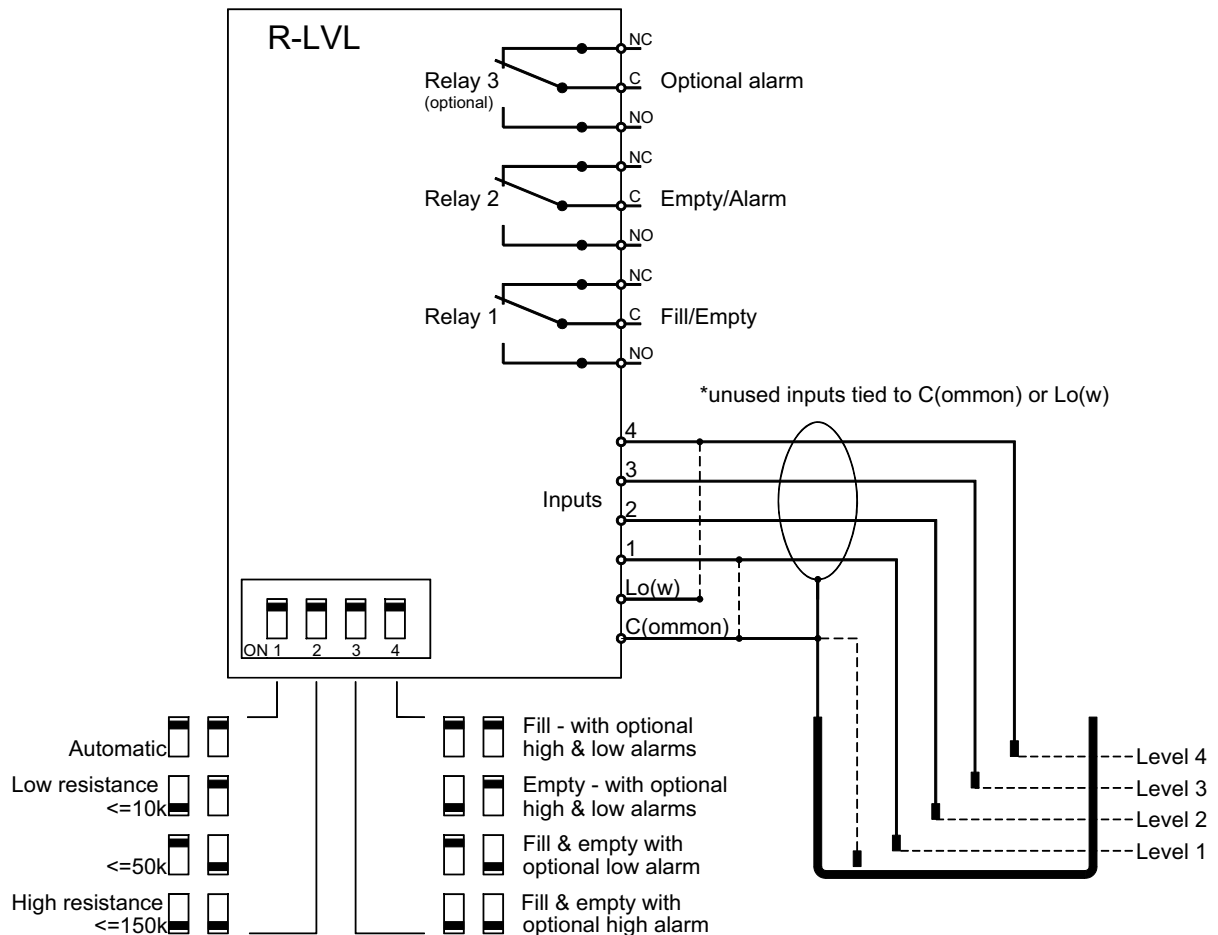 R-LVL
NC
Relay 3
(optional)
C
Optional alarm
NO
NC
Relay 2
C
Empty/Alarm
NO
NC
Relay 1
C
Fill/Empty
NO
*unused inputs tied to C(ommon) or Lo(w)
4
3
Inputs
2
1
Lo(w)
C(ommon)
ON 1 2 3 4
Automatic
Low resistance
<=10k
<=50k
High resistance
<=150k
Fill - with optional
high & low alarms
Empty - with optional
high & low alarms
Fill & empty with
optional low alarm
Fill & empty with
optional high alarm
Level 4
Level 3
Level 2
Level 1